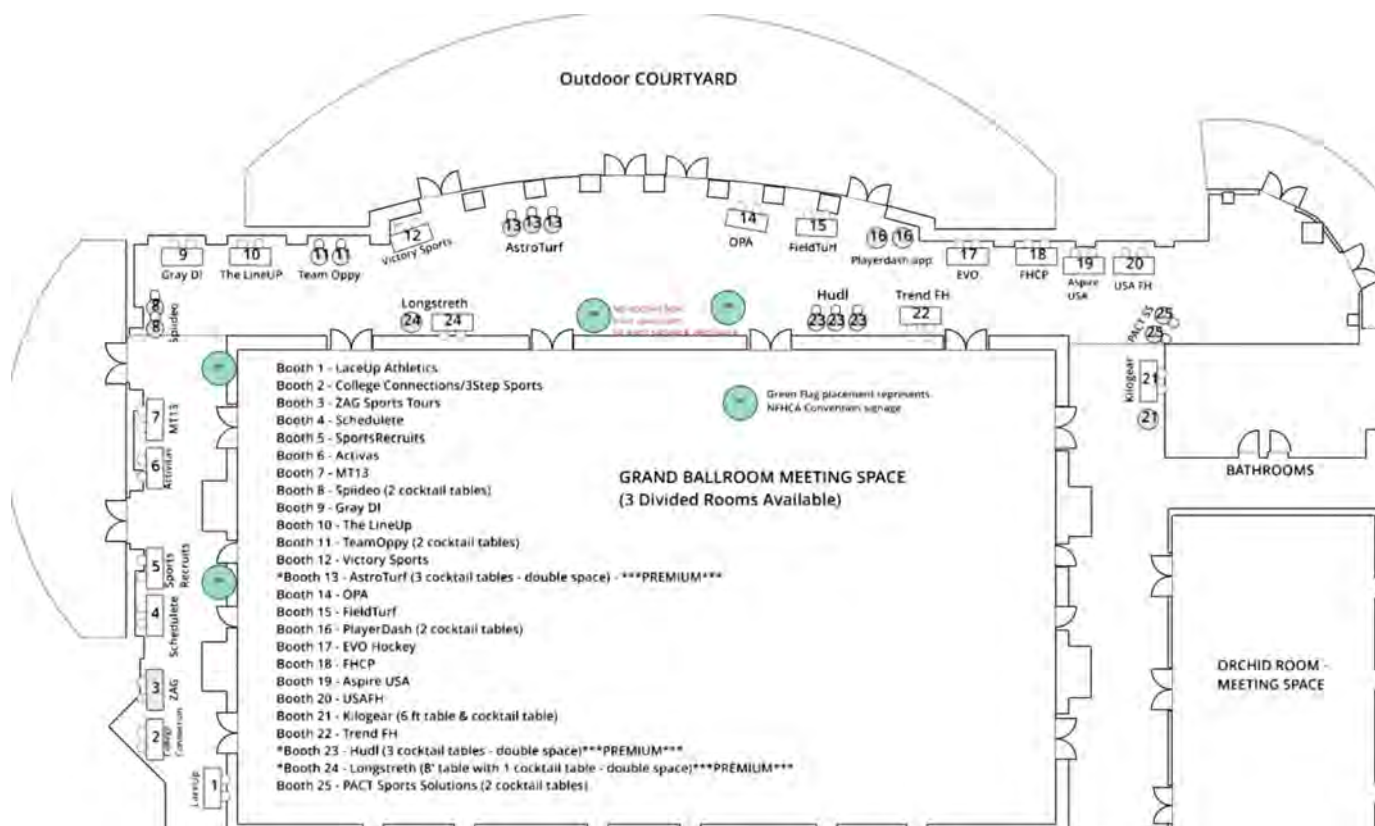 Outdoor COURTYARD
9
Gray DI
10
The LineUP
11 11
Team Oppy
12
Victory Sports
13 13 13
AstroTurf
14
OPA
15
FieldTurf
16 16
Playerdash app
17
EVO
18
FHCP
19
Aspire
USA
20
USA FH
8
8
Spiideo
Longstreth
24 24
Hudl
23 23 23
Trend FH
22
25
25
Kilogear
21
21
BATHROOMS
7
MT13
6
5
Sports
Recruits
4
Schedulete
3
ZAG
2
College
1
LaceUp
Booth 1 - LaceUp Athletics
Booth 2 - College Connections/3Step Sports
Booth 3 - ZAG Sports Tours
Booth 4 - Schedulete
Booth 5 - SportsRecruits
Booth 6 - Activas
Booth 7 - MT13
Booth 8 - Spiideo (2 cocktail tables)
Booth 9 - Gray DI
Booth 10 - The LineUp
Booth 11 - TeamOppy (2 cocktail tables)
Booth 12 - Victory Sports
*Booth 13 - AstroTurf (3 cocktail tables - double space) - ***PREMIUM***
Booth 14 - OPA
Booth 15 - FieldTurf
Booth 16 - PlayerDash (2 cocktail tables)
Booth 17 - EVO Hockey
Booth 18 - FHCP
Booth 19 - Aspire USA
Booth 20 - USAFH
Booth 21 - Kilogear (6 ft table & cocktail table)
Booth 22 - Trend FH
*Booth 23 - Hudl (3 cocktail tables - double space)***PREMIUM***
*Booth 24 - Longstreth (8' table with 1 cocktail table - double space)***PREMIUM***
Booth 25 - PACT Sports Solutions (2 cocktail tables)
Green flag placement represents
NFHCA Convention signage
GRAND BALLROOM MEETING SPACE
(3 Divided Rooms Available)
ORCHID ROOM -
MEETING SPACE